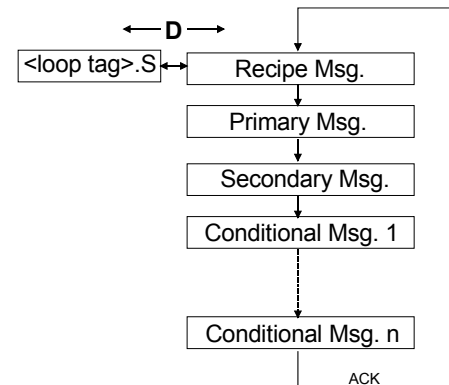 D
<loop tag>.S
Recipe Msg.
Primary Msg.
Secondary Msg.
Conditional Msg. 1
Conditional Msg. n
ACK